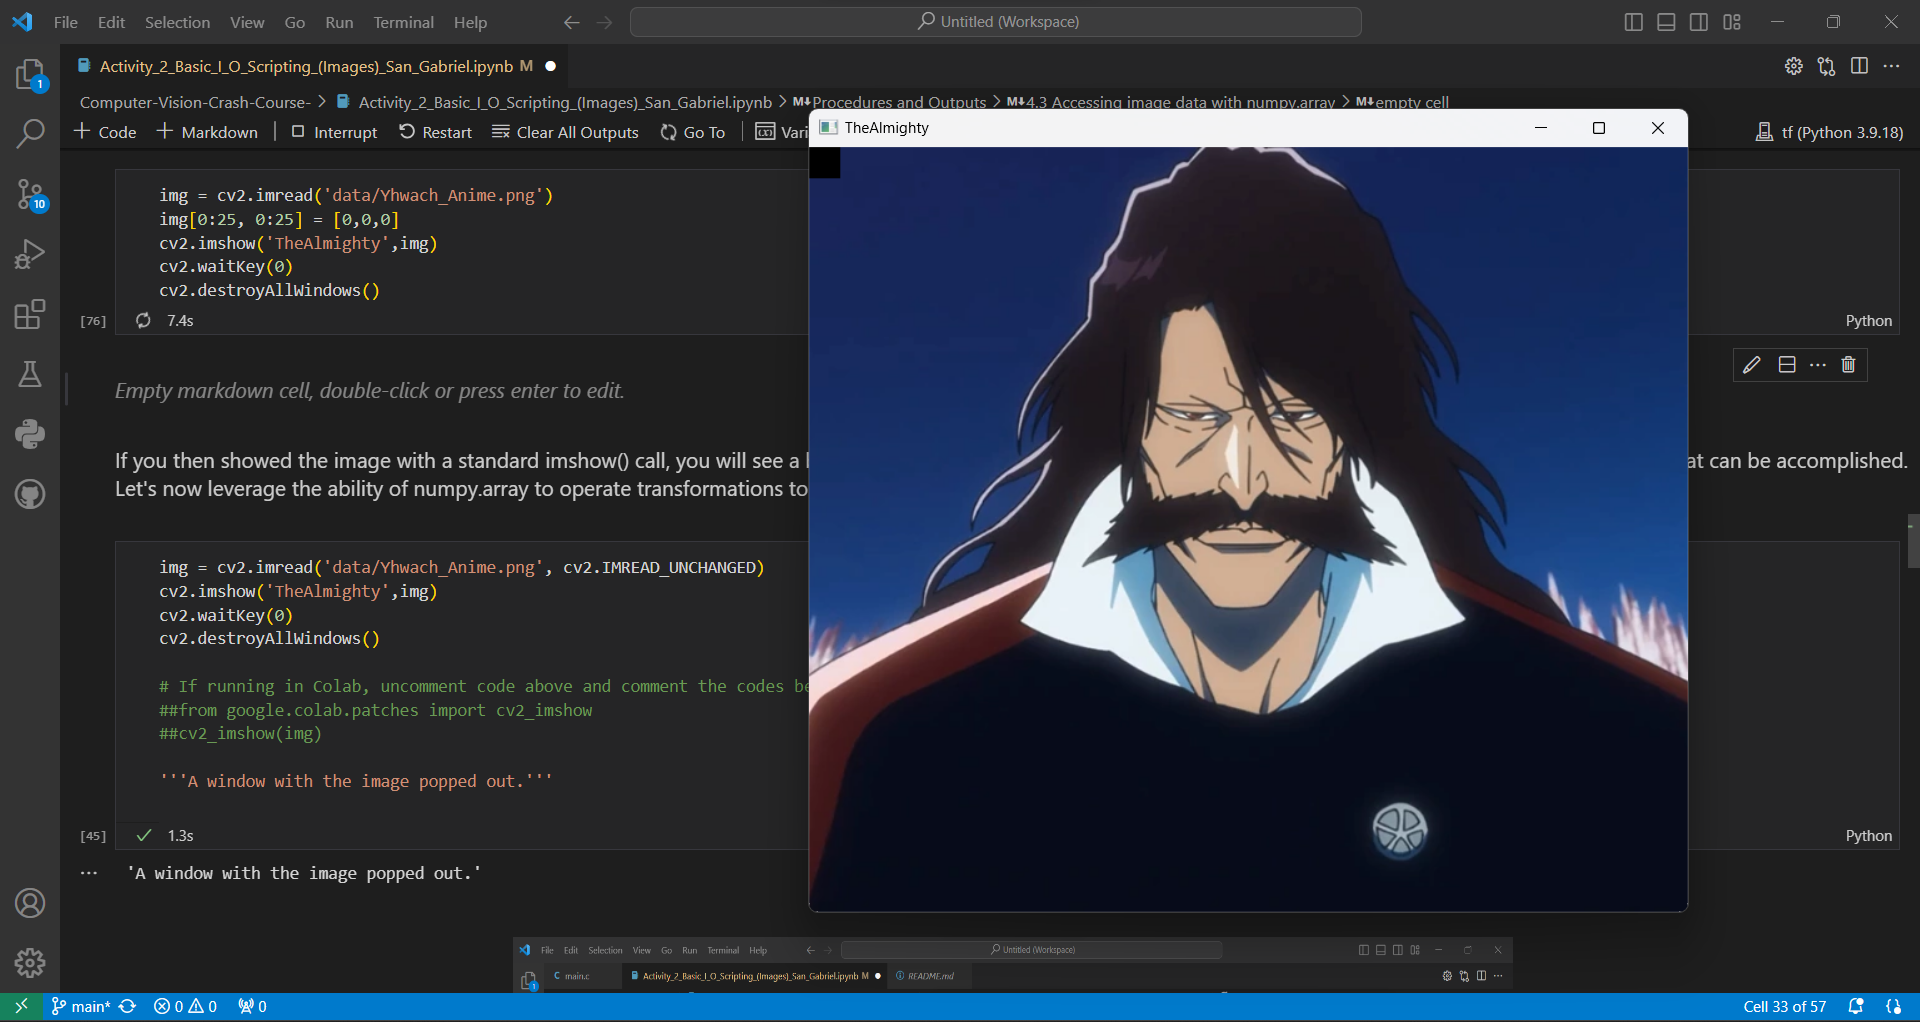 File Edit Selection View Go Run Terminal Help
Untitled (Workspace)
Activity_2_Basic_I_O_Scripting_(Images)_San_Gabriel.ipynb M
Computer-Vision-Crash-Course- > Activity_2_Basic_I_O_Scripting_(Images)_San_Gabriel.ipynb > M↓Procedures and Outputs > M↓4.3 Accessing image data with numpy.array > M↓empty cell
+ Code + Markdown Interrupt Restart Clear All Outputs Go To Vari
tf (Python 3.9.18)
TheAlmighty
img = cv2.imread('data/Yhwach_Anime.png')
img[0:25, 0:25] = [0,0,0]
cv2.imshow('TheAlmighty',img)
cv2.waitKey(0)
cv2.destroyAllWindows()
[76] 7.4s Python
Empty markdown cell, double-click or press enter to edit.
If you then showed the image with a standard imshow() call, you will see a
at can be accomplished.
Let's now leverage the ability of numpy.array to operate transformations to
img = cv2.imread('data/Yhwach_Anime.png', cv2.IMREAD_UNCHANGED)
cv2.imshow('TheAlmighty',img)
cv2.waitKey(0)
cv2.destroyAllWindows()
# If running in Colab, uncomment code above and comment the codes be
##from google.colab.patches import cv2_imshow
##cv2_imshow(img)
'''A window with the image popped out.'''
[45] 1.3s Python
'A window with the image popped out.'
File Edit Selection View Go Run Terminal Help
Untitled (Workspace)
C main.c Activity_2_Basic_I_O_Scripting_(Images)_San_Gabriel.ipynb M README.md
1
10
1
main* 0 0 0
Cell 33 of 57